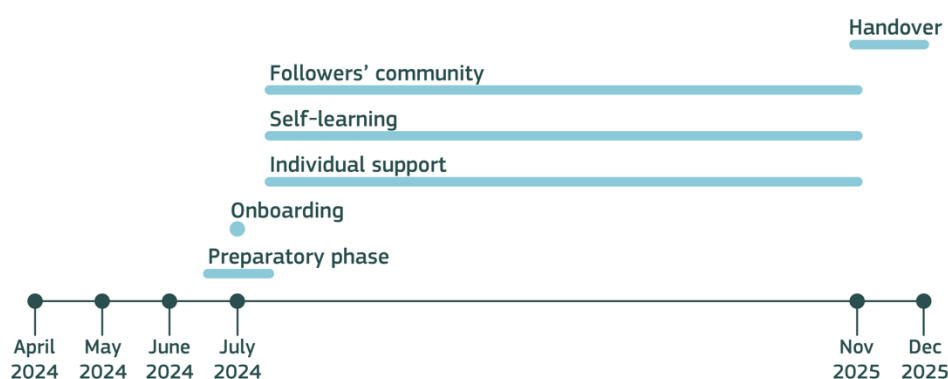 Handover
Followers’ community
Self-learning
Individual support
Onboarding
Preparatory phase
April May June July Nov Dec
2024 2024 2024 2024 2025 2025